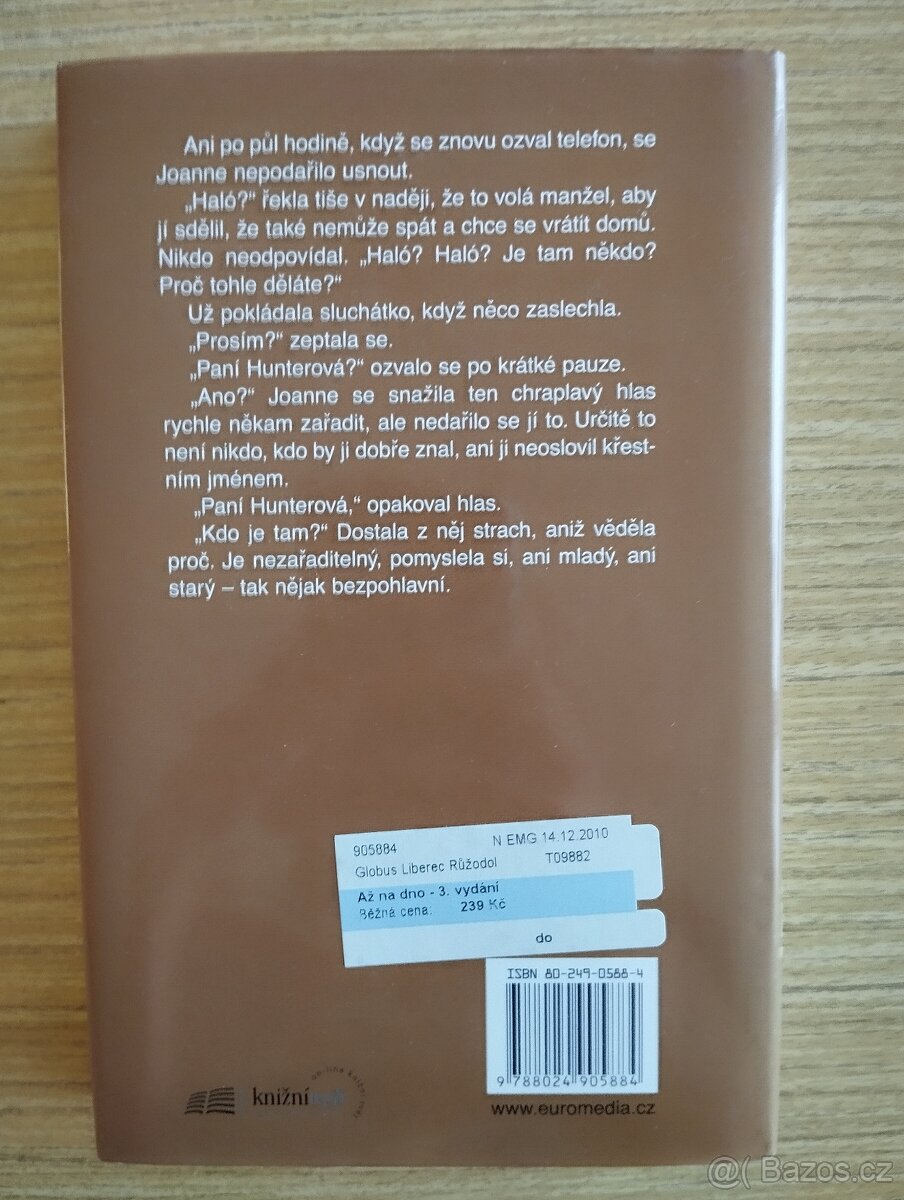 Ani po půl hodině, když se znovu ozval telefon, se
Joanne nepodařilo usnout.
„Haló?“ řekla tiše v naději, že to volá manžel, aby
jí sdělil, že také nemůže spát a chce se vrátit domů.
Nikdo neodpovídal. „Haló? Haló? Je tam někdo?
Proč tohle děláte?“
Už pokládala sluchátko, když něco zaslechla.
„Prosím?“ zeptala se.
„Paní Hunterová?“ ozvalo se po krátké pauze.
„Ano?“ Joanne se snažila ten chraplavý hlas
rychle někam zařadit, ale nedařilo se jí to. Určitě to
není nikdo, kdo by ji dobře znal, ani ji neoslovil křest-
ním jménem.
„Paní Hunterová,“ opakoval hlas.
„Kdo je tam?“ Dostala z něj strach, aniž věděla
proč. Je nezařaditelný, pomyslela si, ani mladý, ani
starý – tak nějak bezpohlavní.
905884 N EMG 14.12.2010
Globus Liberec Růžodol T09882
Až na dno - 3. vydání
Běžná cena: 239 Kč
do
ISBN 80-249-0588-4
9 788024 905884
knižní
on-line knižní
www.euromedia.cz
@( Bazos.cz